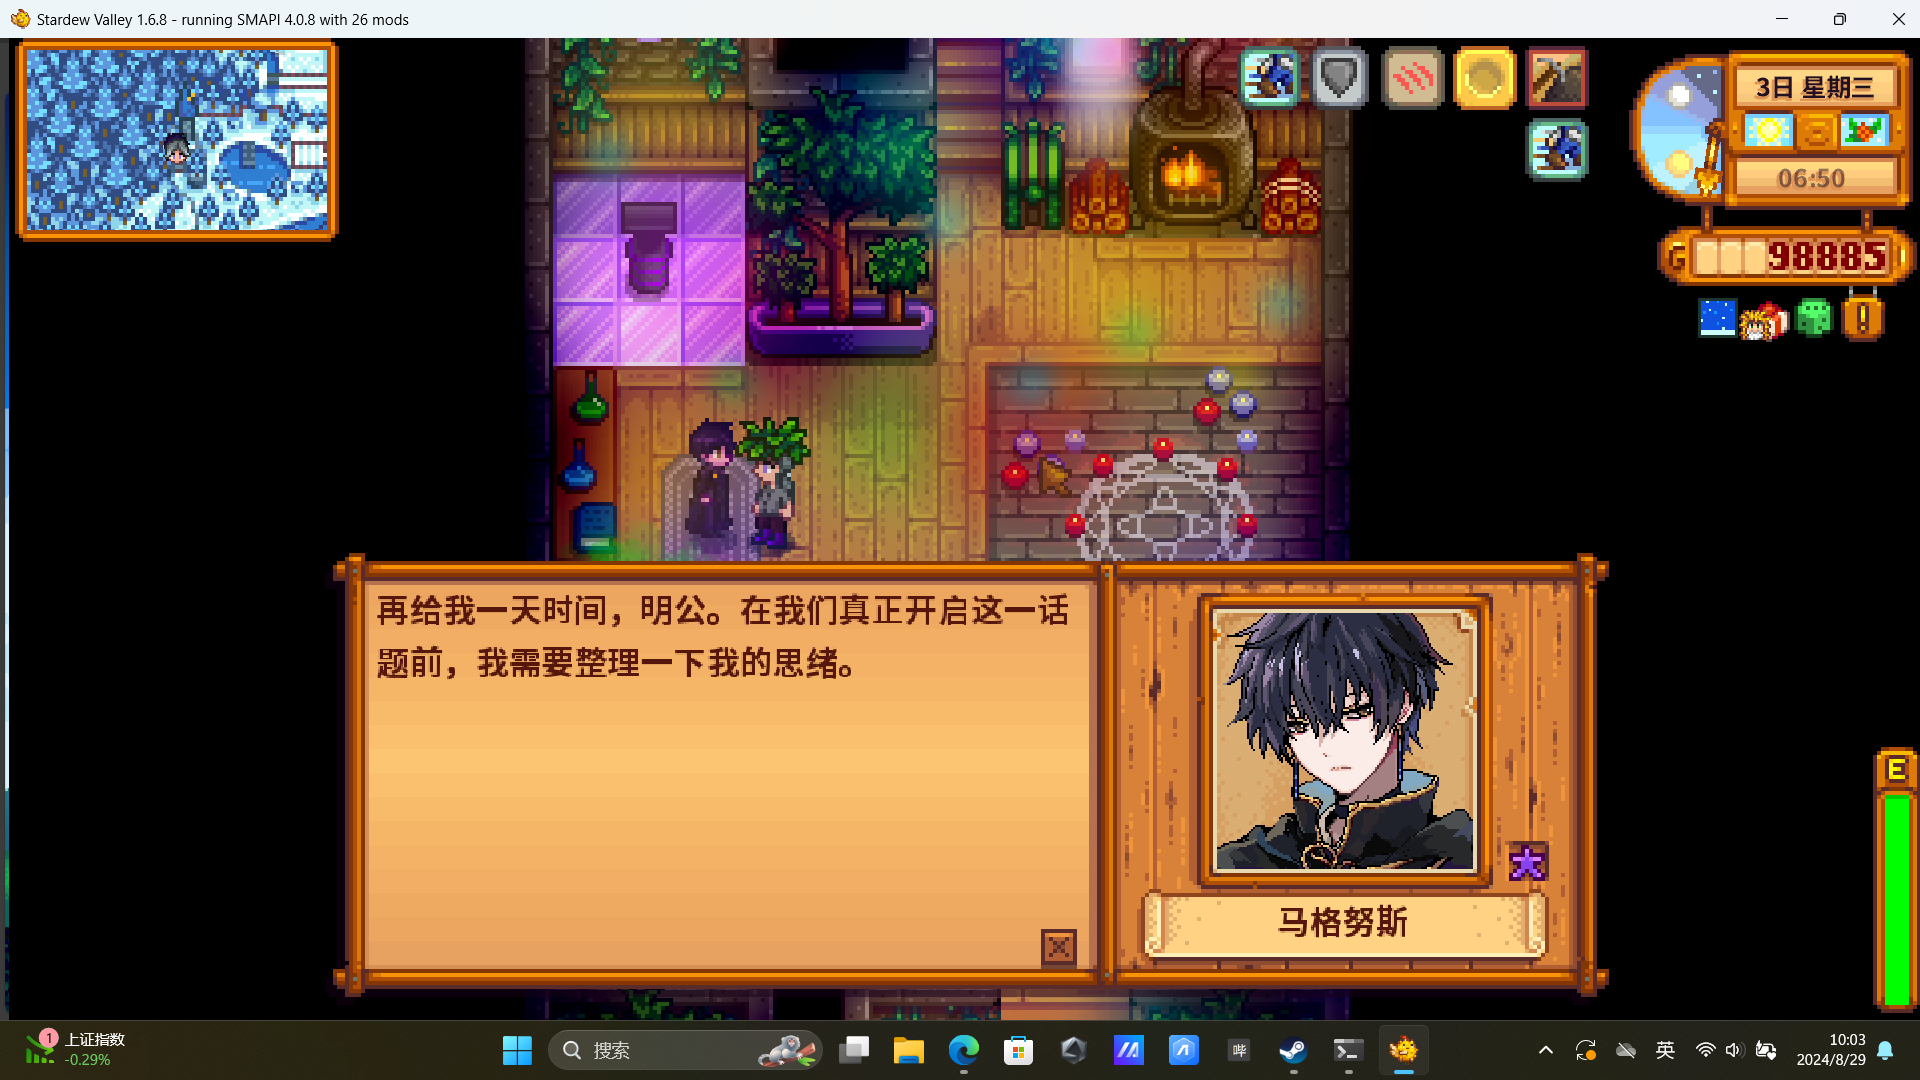 Stardew Valley 1.6.8 - running SMAPI 4.0.8 with 26 mods
3日 星期三
06:50
G 98885
再给我一天时间，明公。在我们真正开启这一话
题前，我需要整理一下我的思绪。
马格努斯
E
1
上证指数
-0.29%
搜索
哔
英
10:03
2024/8/29